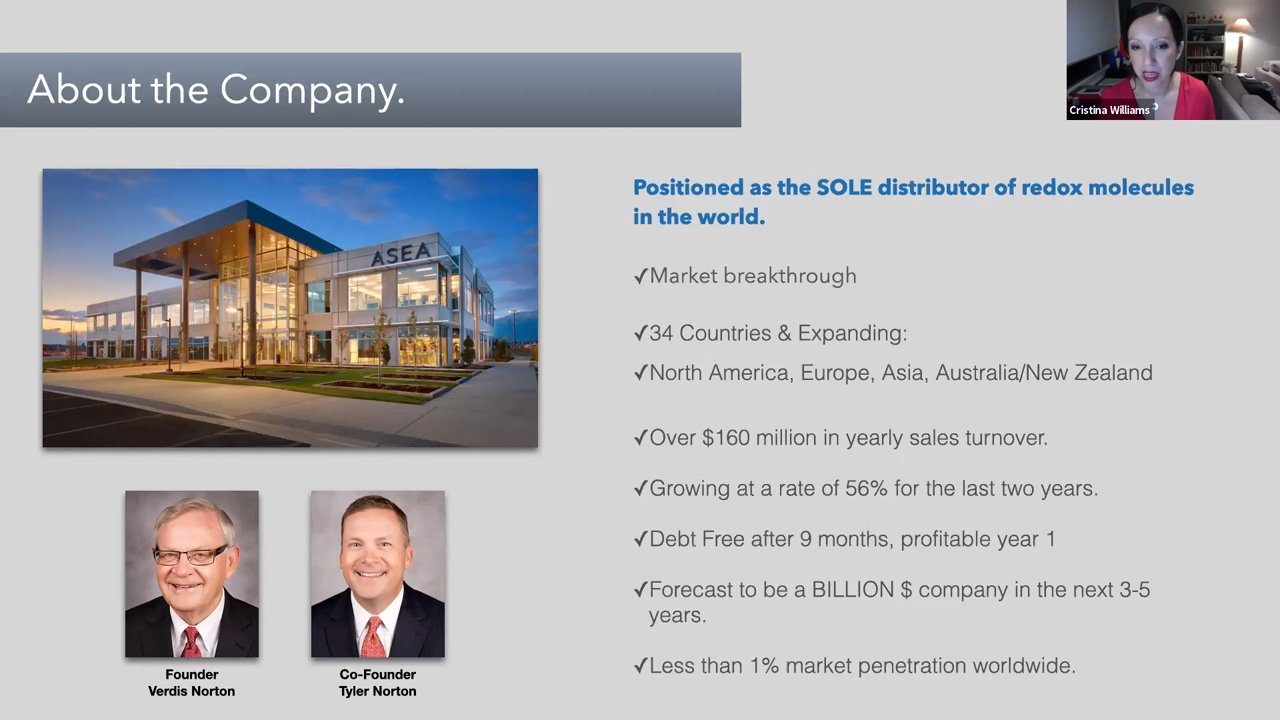 About the Company.
Cristina Williams
ASEA
Positioned as the SOLE distributor of redox molecules
in the world.
✓Market breakthrough
✓34 Countries & Expanding:
✓North America, Europe, Asia, Australia/New Zealand
✓Over $160 million in yearly sales turnover.
✓Growing at a rate of 56% for the last two years.
✓Debt Free after 9 months, profitable year 1
✓Forecast to be a BILLION $ company in the next 3-5
years.
✓Less than 1% market penetration worldwide.
Founder
Verdis Norton
Co-Founder
Tyler Norton